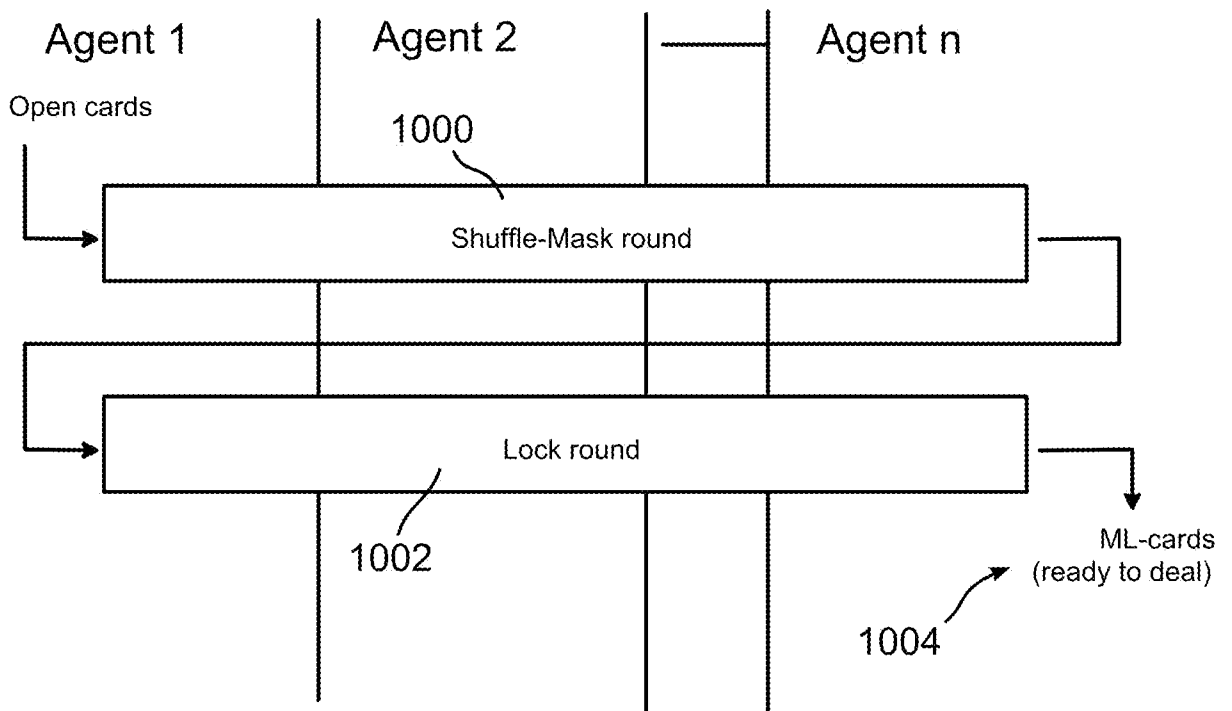 Agent 1
Agent 2
Agent n
Open cards
1000
Shuffle-Mask round
Lock round
1002
ML-cards
(ready to deal)
1004